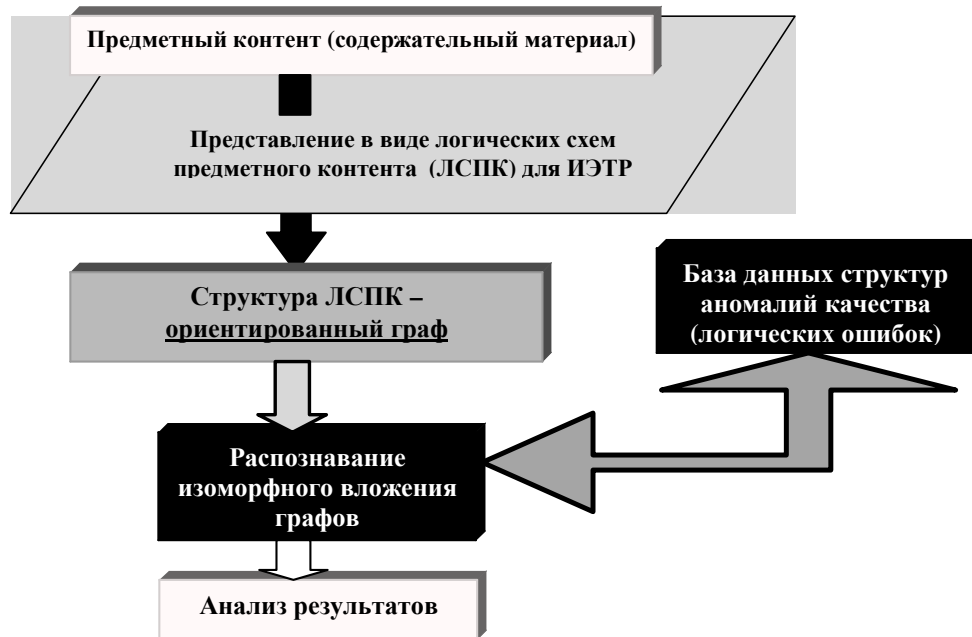 Предметный контент (содержательный материал)
Представление в виде логических схем
предметного контента (ЛСПК) для ИЭТР
Структура ЛСПК –
ориентированный граф
База данных структур
аномалий качества
(логических ошибок)
Распознавание
изоморфного вложения
графов
Анализ результатов